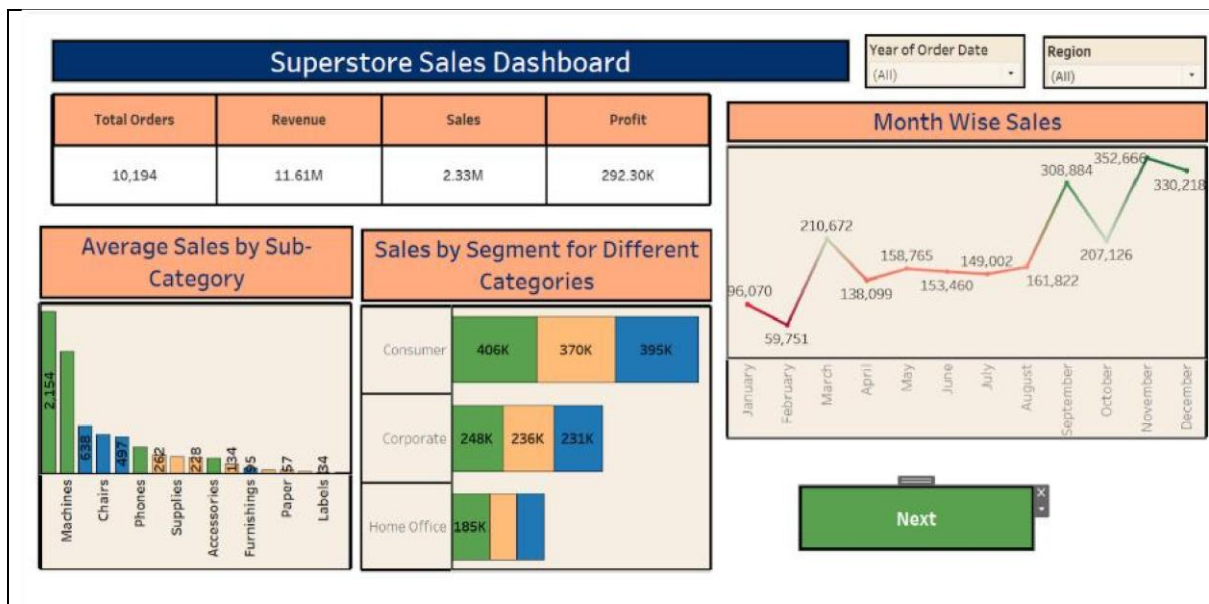 Superstore Sales Dashboard
Year of Order Date
(All)
Region
(All)
Total Orders
Revenue
Sales
Profit
10,194
11.61M
2.33M
292.30K
Month Wise Sales
96,070
59,751
210,672
138,099
158,765
153,460
149,002
161,822
308,884
207,126
352,666
330,218
January
February
March
April
May
June
July
August
September
October
November
December
Average Sales by Sub-
Category
2,154
638
497
262
228
134
95
57
34
Machines
Chairs
Phones
Supplies
Accessories
Furnishings
Paper
Labels
Sales by Segment for Different
Categories
Consumer
406K
370K
395K
Corporate
248K
236K
231K
Home Office
185K
Next